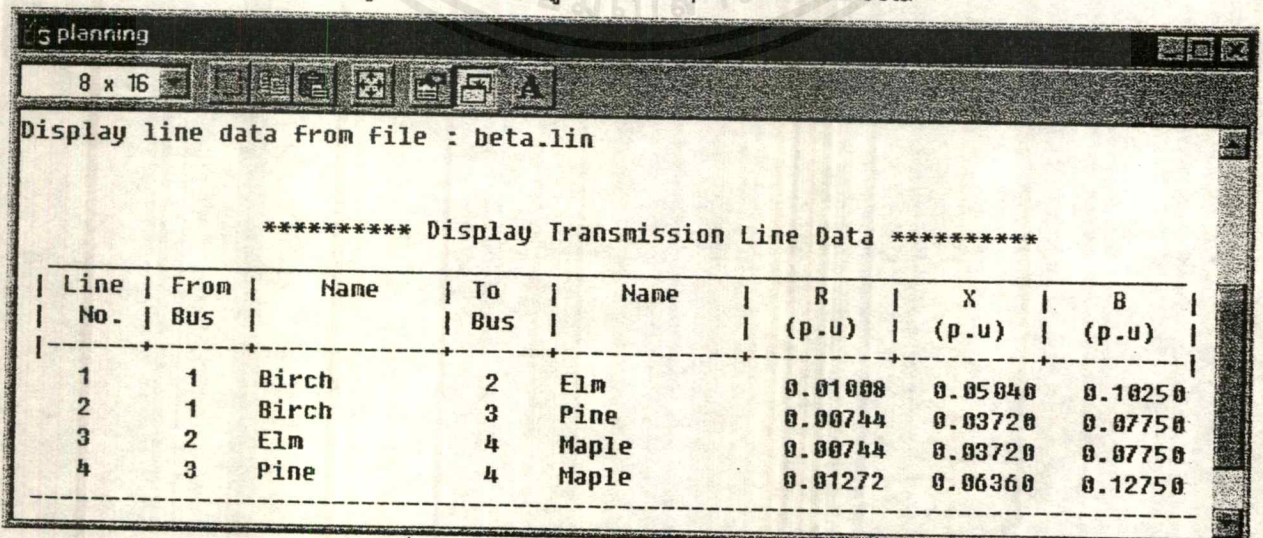 planning
8 x 16
A
Display line data from file : beta.lin
********** Display Transmission Line Data **********
| Line | From | Name | To | Name | R | X | B |
| No. | Bus | | Bus | | (p.u) | (p.u) | (p.u) |
1 1 Birch 2 Elm 0.01008 0.05040 0.10250
2 1 Birch 3 Pine 0.00744 0.03720 0.07750
3 2 Elm 4 Maple 0.00744 0.03720 0.07750
4 3 Pine 4 Maple 0.01272 0.06360 0.12750